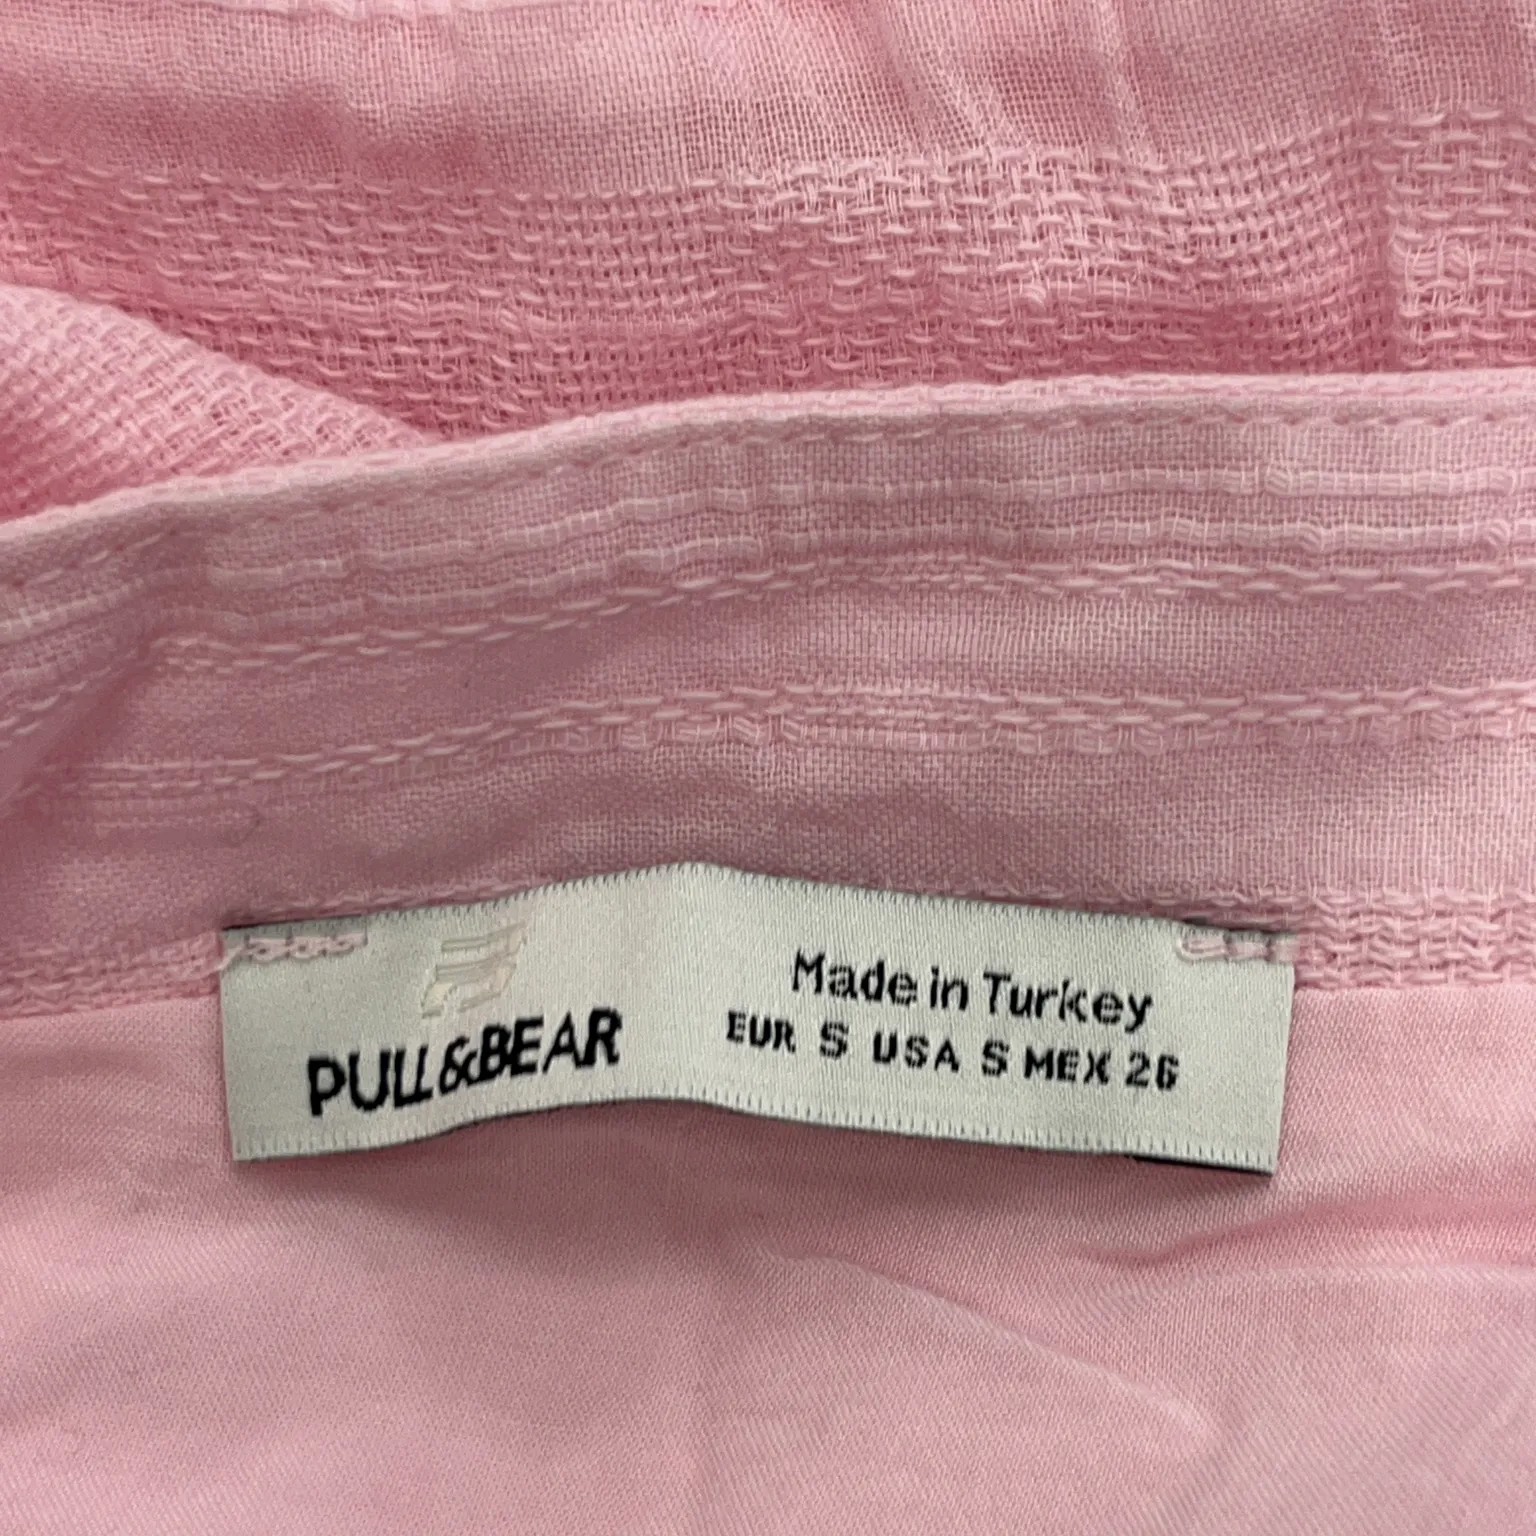 PULL&BEAR
Made in Turkey
EUR S USA S MEX 26